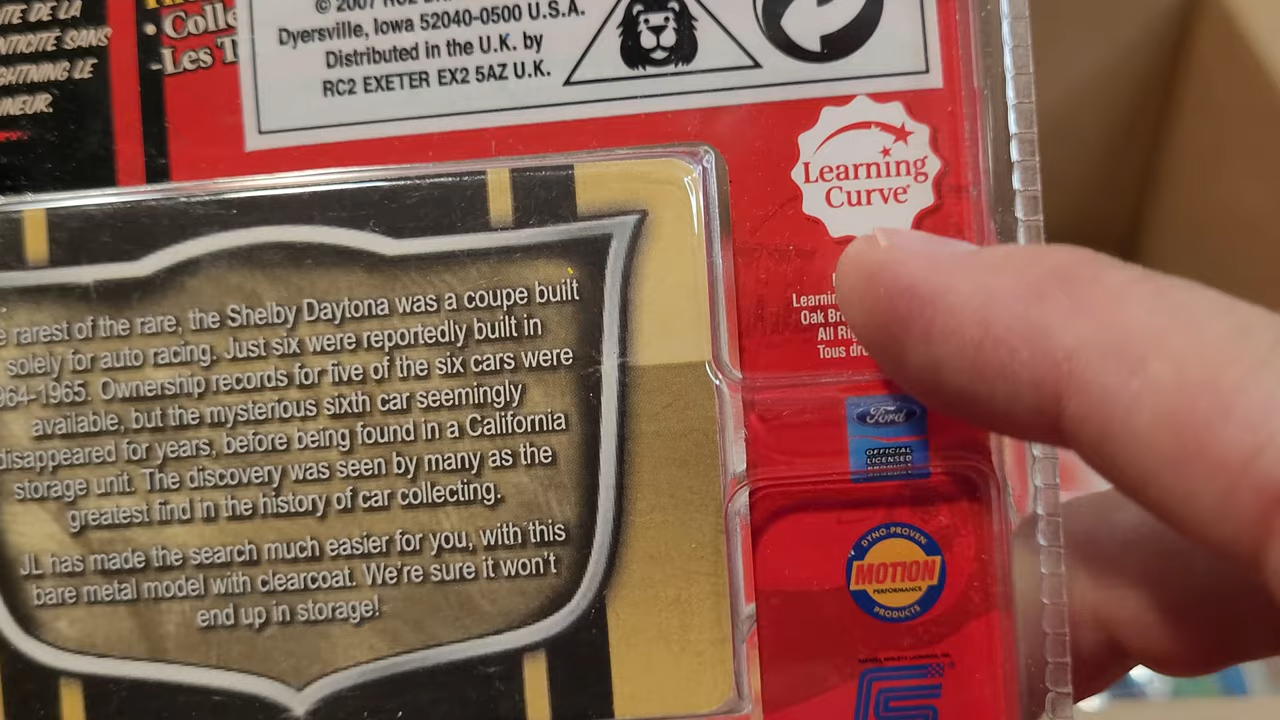 TE DE LA
NTICITE SANS
GHTNING LE
NEUR.
• Colle
-Les T
© 2007 RC2
Dyersville, Iowa 52040-0500 U.S.A.
Distributed in the U.K. by
RC2 EXETER EX2 5AZ U.K.
Learning
Curve
Learnin
Oak Br
All Rig
Tous dr
e rarest of the rare, the Shelby Daytona was a coupe built
solely for auto racing. Just six were reportedly built in
964-1965. Ownership records for five of the six cars were
available, but the mysterious sixth car seemingly
disappeared for years, before being found in a California
storage unit. The discovery was seen by many as the
greatest find in the history of car collecting.
JL has made the search much easier for you, with this
bare metal model with clearcoat. We're sure it won't
end up in storage!
Ford
OFFICIAL
LICENSED
PRODUCT
DYNO-PROVEN
MOTION
PERFORMANCE
PRODUCTS